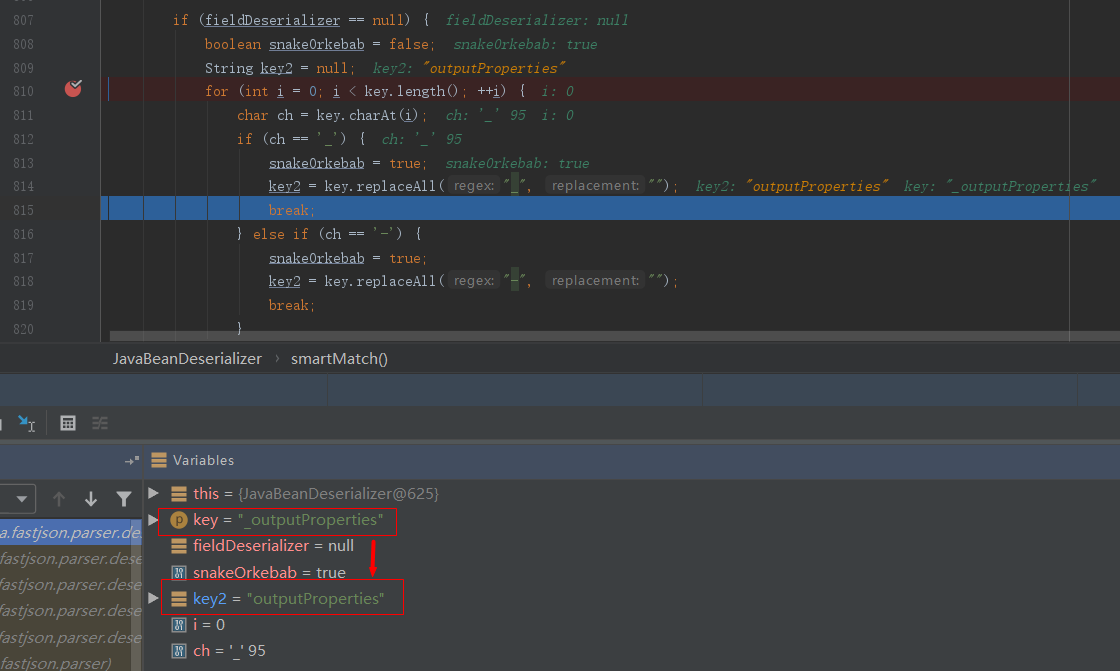 807 if (fieldDeserializer == null) { fieldDeserializer: null
808 boolean snakeOrkebab = false; snakeOrkebab: true
809 String key2 = null; key2: "outputProperties"
810 for (int i = 0; i < key.length(); ++i) { i: 0
811 char ch = key.charAt(i); ch: '_' 95 i: 0
812 if (ch == '_') { ch: '_' 95
813 snakeOrkebab = true; snakeOrkebab: true
814 key2 = key.replaceAll( regex: "_", replacement: ""); key2: "outputProperties" key: "_outputProperties"
815 break;
816 } else if (ch == '-') {
817 snakeOrkebab = true;
818 key2 = key.replaceAll( regex: "-", replacement: "");
819 break;
820 }
JavaBeanDeserializer › smartMatch()
Variables
this = {JavaBeanDeserializer@625}
key = "_outputProperties"
fieldDeserializer = null
snakeOrkebab = true
key2 = "outputProperties"
i = 0
ch = '_' 95
a.fastjson.parser.de
fastjson.parser.dese
fastjson.parser.dese
fastjson.parser.dese
fastjson.parser.dese
.fastjson.parser)